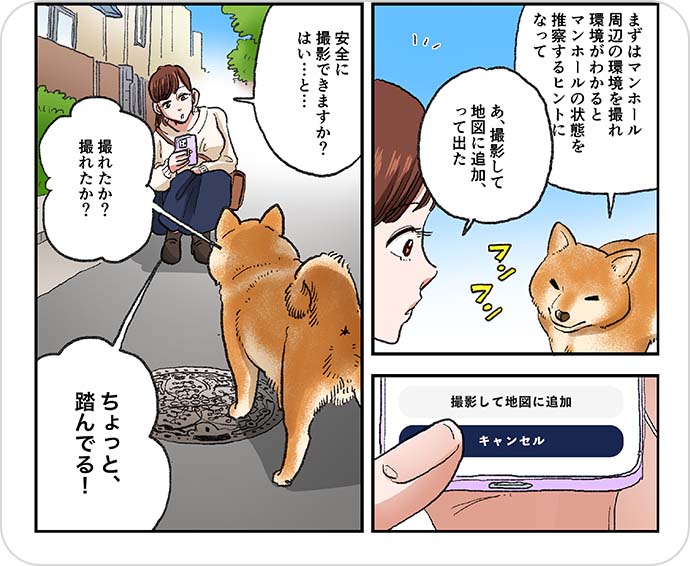 まずはマンホール
周辺の環境を撮れ
環境がわかると
マンホールの状態を
推察するヒントに
なって
あ、撮影して
地図に追加、
って出た
フンフン
撮影して地図に追加
キャンセル
安全に
撮影できますか？
はい…と…
撮れたか？
撮れたか？
ちょっと、
踏んでる！